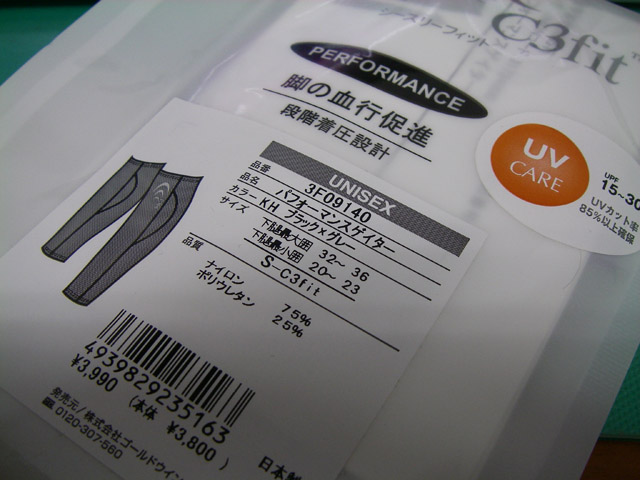 C3fit
シースリーフィット
PERFORMANCE
脚の血行促進
段階着圧設計
UV
CARE
UPF
15-30
UVカット率
85%以上確保
UNISEX
品番 3F09140
品名 パフォーマンスゲイター
カラー KH ブラック×グレー
サイズ 下腿最大囲 32~ 36
下腿最小囲 20~ 23
S-C3fit
品質 ナイロン 75%
ポリウレタン 25%
4939829235163
¥3,990 (本体 ¥3,800 )
発売元/株式会社ゴールドウイン
0120-307-560
日本